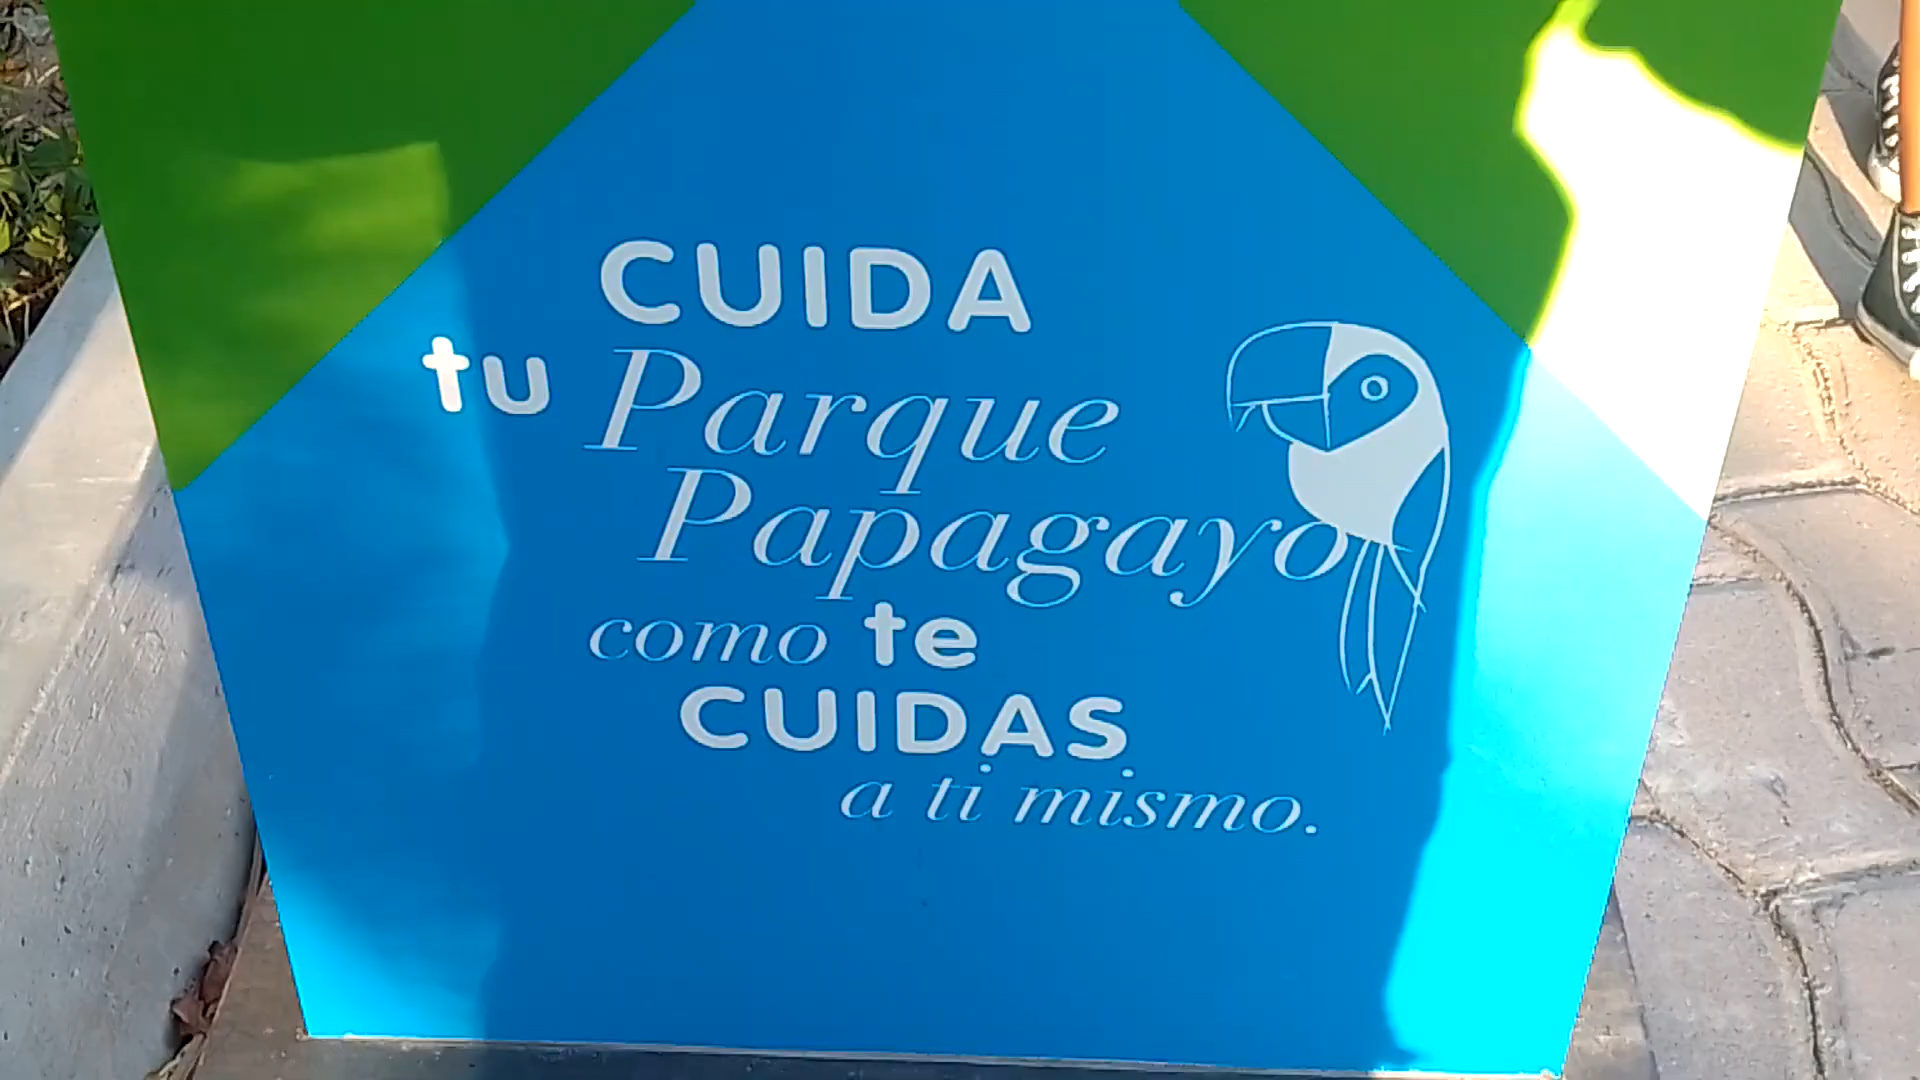 CUIDA
tu Parque
Papagayo
como te
CUIDAS
a ti mismo.